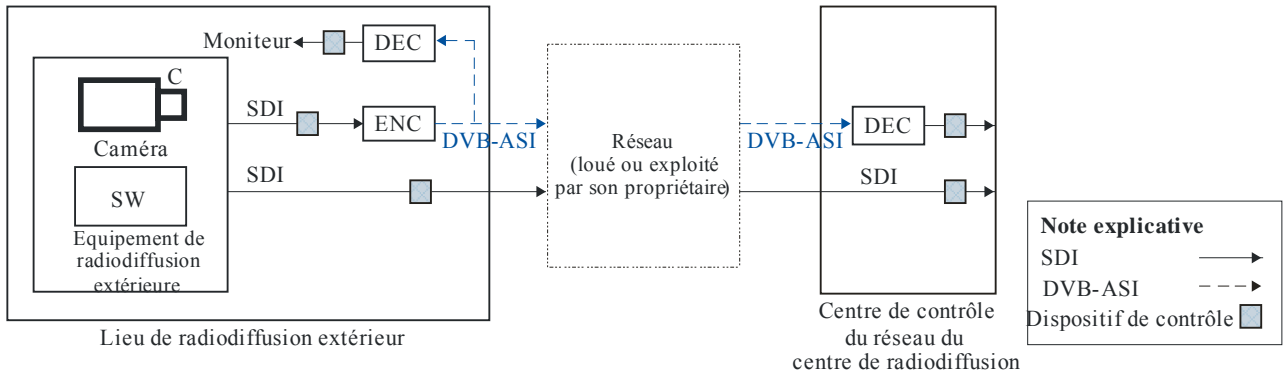 Moniteur
DEC
C
SDI
ENC
DVB-ASI
Caméra
SDI
SW
Equipement de
radiodiffusion
extérieure
Lieu de radiodiffusion extérieur
Réseau
(loué ou exploité
par son propriétaire)
DVB-ASI
DEC
SDI
Centre de contrôle
du réseau du
centre de radiodiffusion
Note explicative
SDI
DVB-ASI
Dispositif de contrôle